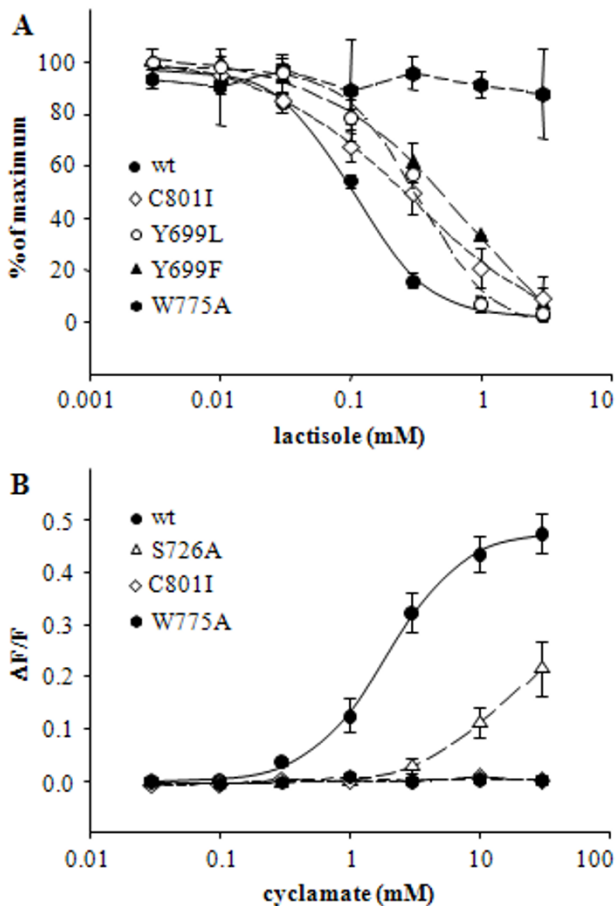 A
100
80
60
40
20
0
% of maximum
wt
C801I
Y699L
Y699F
W775A
0.001 0.01 0.1 1 10
lactisole (mM)
B
0.5
0.4
0.3
0.2
0.1
0.0
ΔF/F
wt
S726A
C801I
W775A
0.01 0.1 1 10 100
cyclamate (mM)